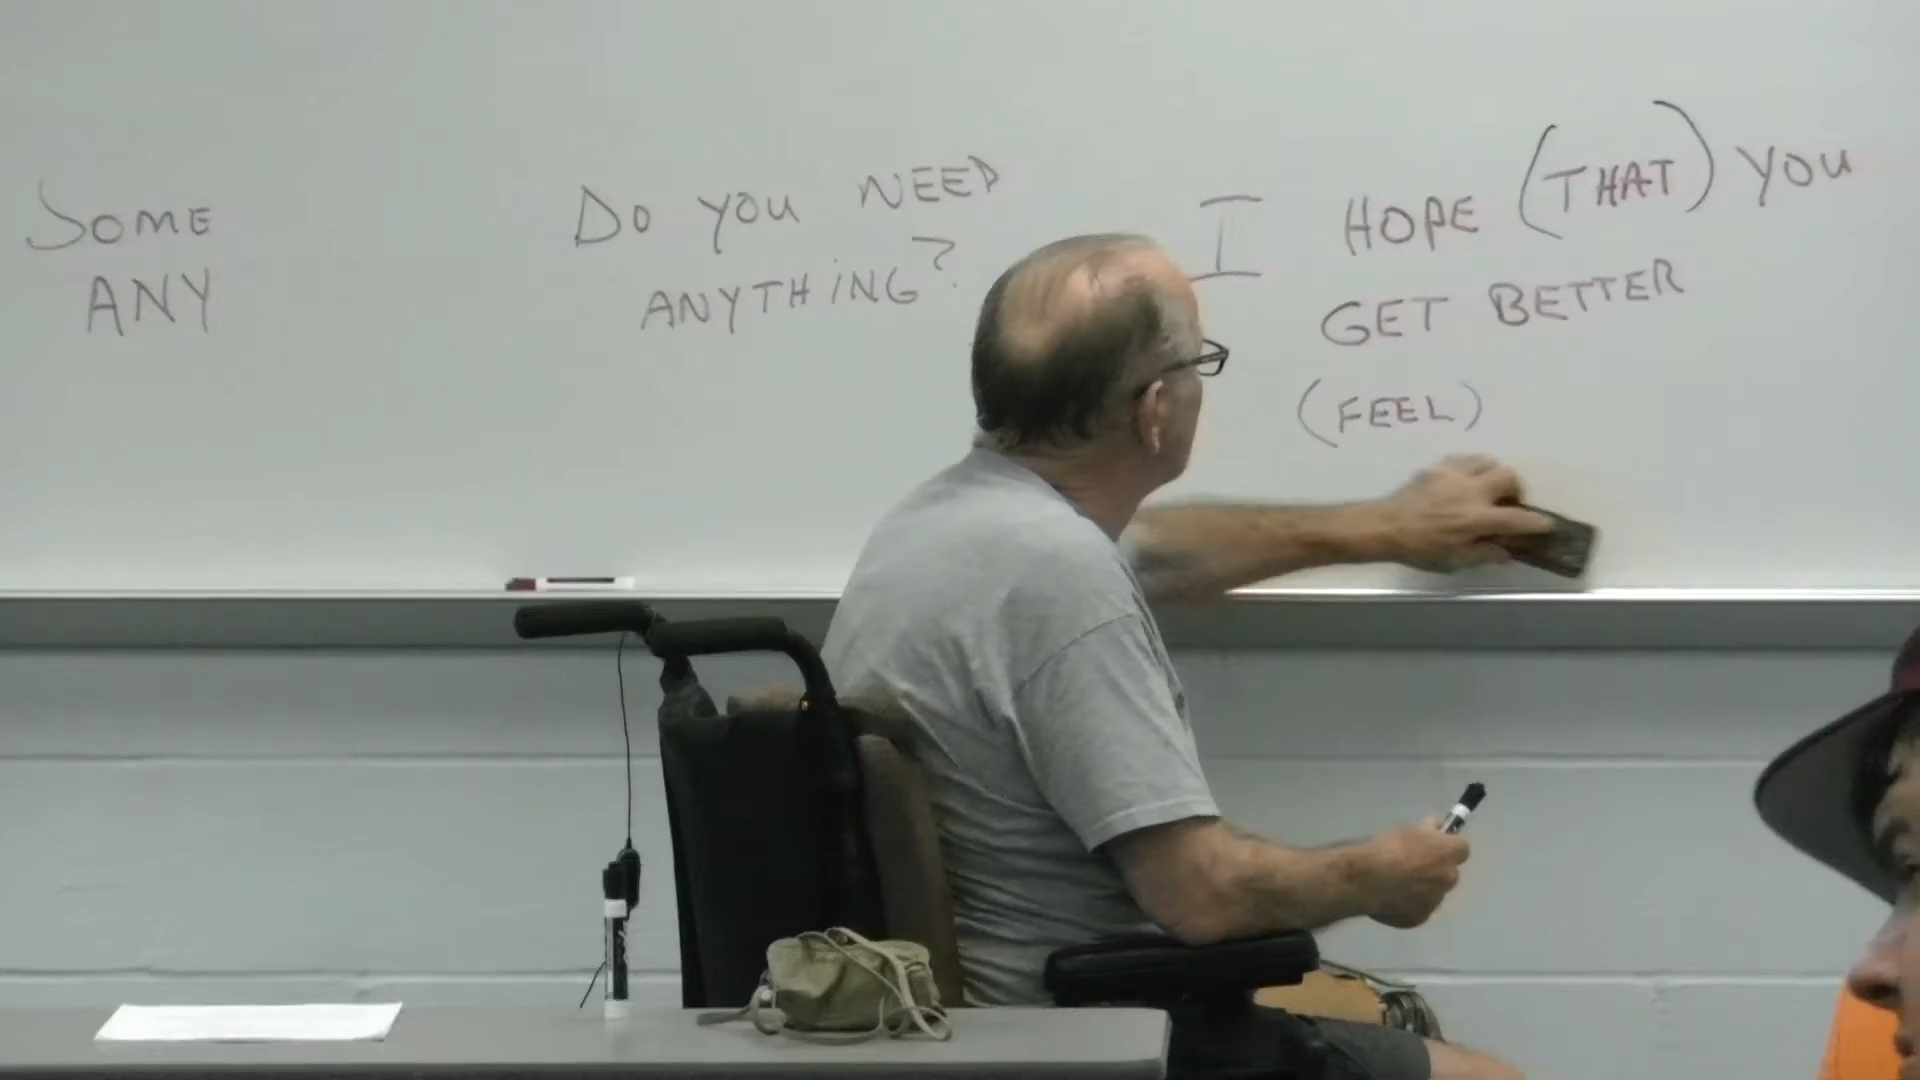 SOME
ANY
DO YOU NEED
ANYTHING?
I HOPE (THAT) YOU
GET BETTER
(FEEL)